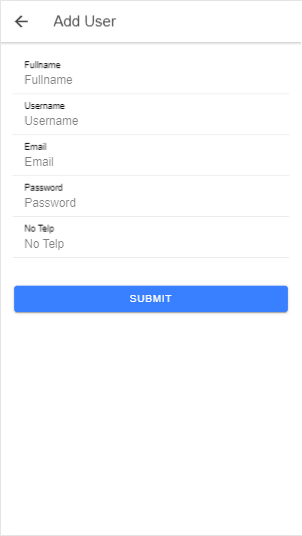 Add User
Fullname
Fullname
Username
Username
Email
Email
Password
Password
No Telp
No Telp
SUBMIT